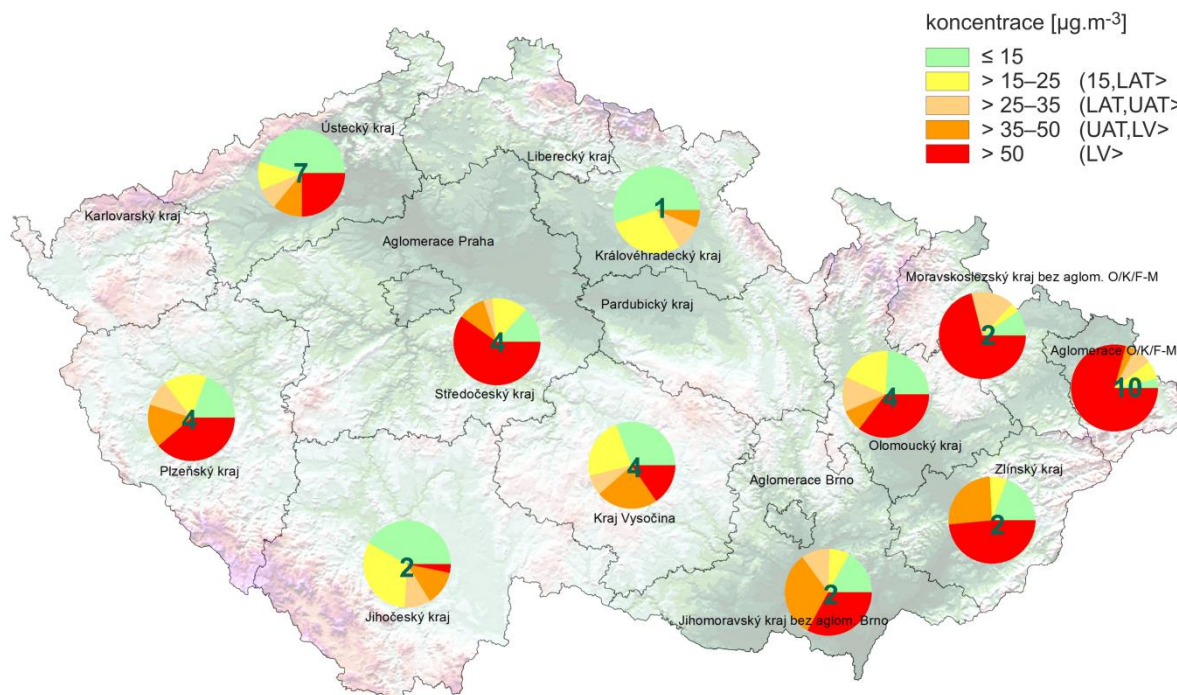 koncentrace [µg.m-3]
≤ 15
> 15–25 (15,LAT>
> 25–35 (LAT,UAT>
> 35–50 (UAT,LV>
> 50 (LV>
Ústecký kraj
7
Liberecký kraj
Karlovarský kraj
1
Aglomerace Praha
Královéhradecký kraj
Moravskoslezský kraj bez aglom. O/K/F-M
Pardubický kraj
2
4
Aglomerace O/K/F-M
10
Středočeský kraj
4
4
Olomoucký kraj
Plzeňský kraj
4
Zlínský kraj
Aglomerace Brno
Kraj Vysočina
2
2
2
Jihočeský kraj
Jihomoravský kraj bez aglom. Brno